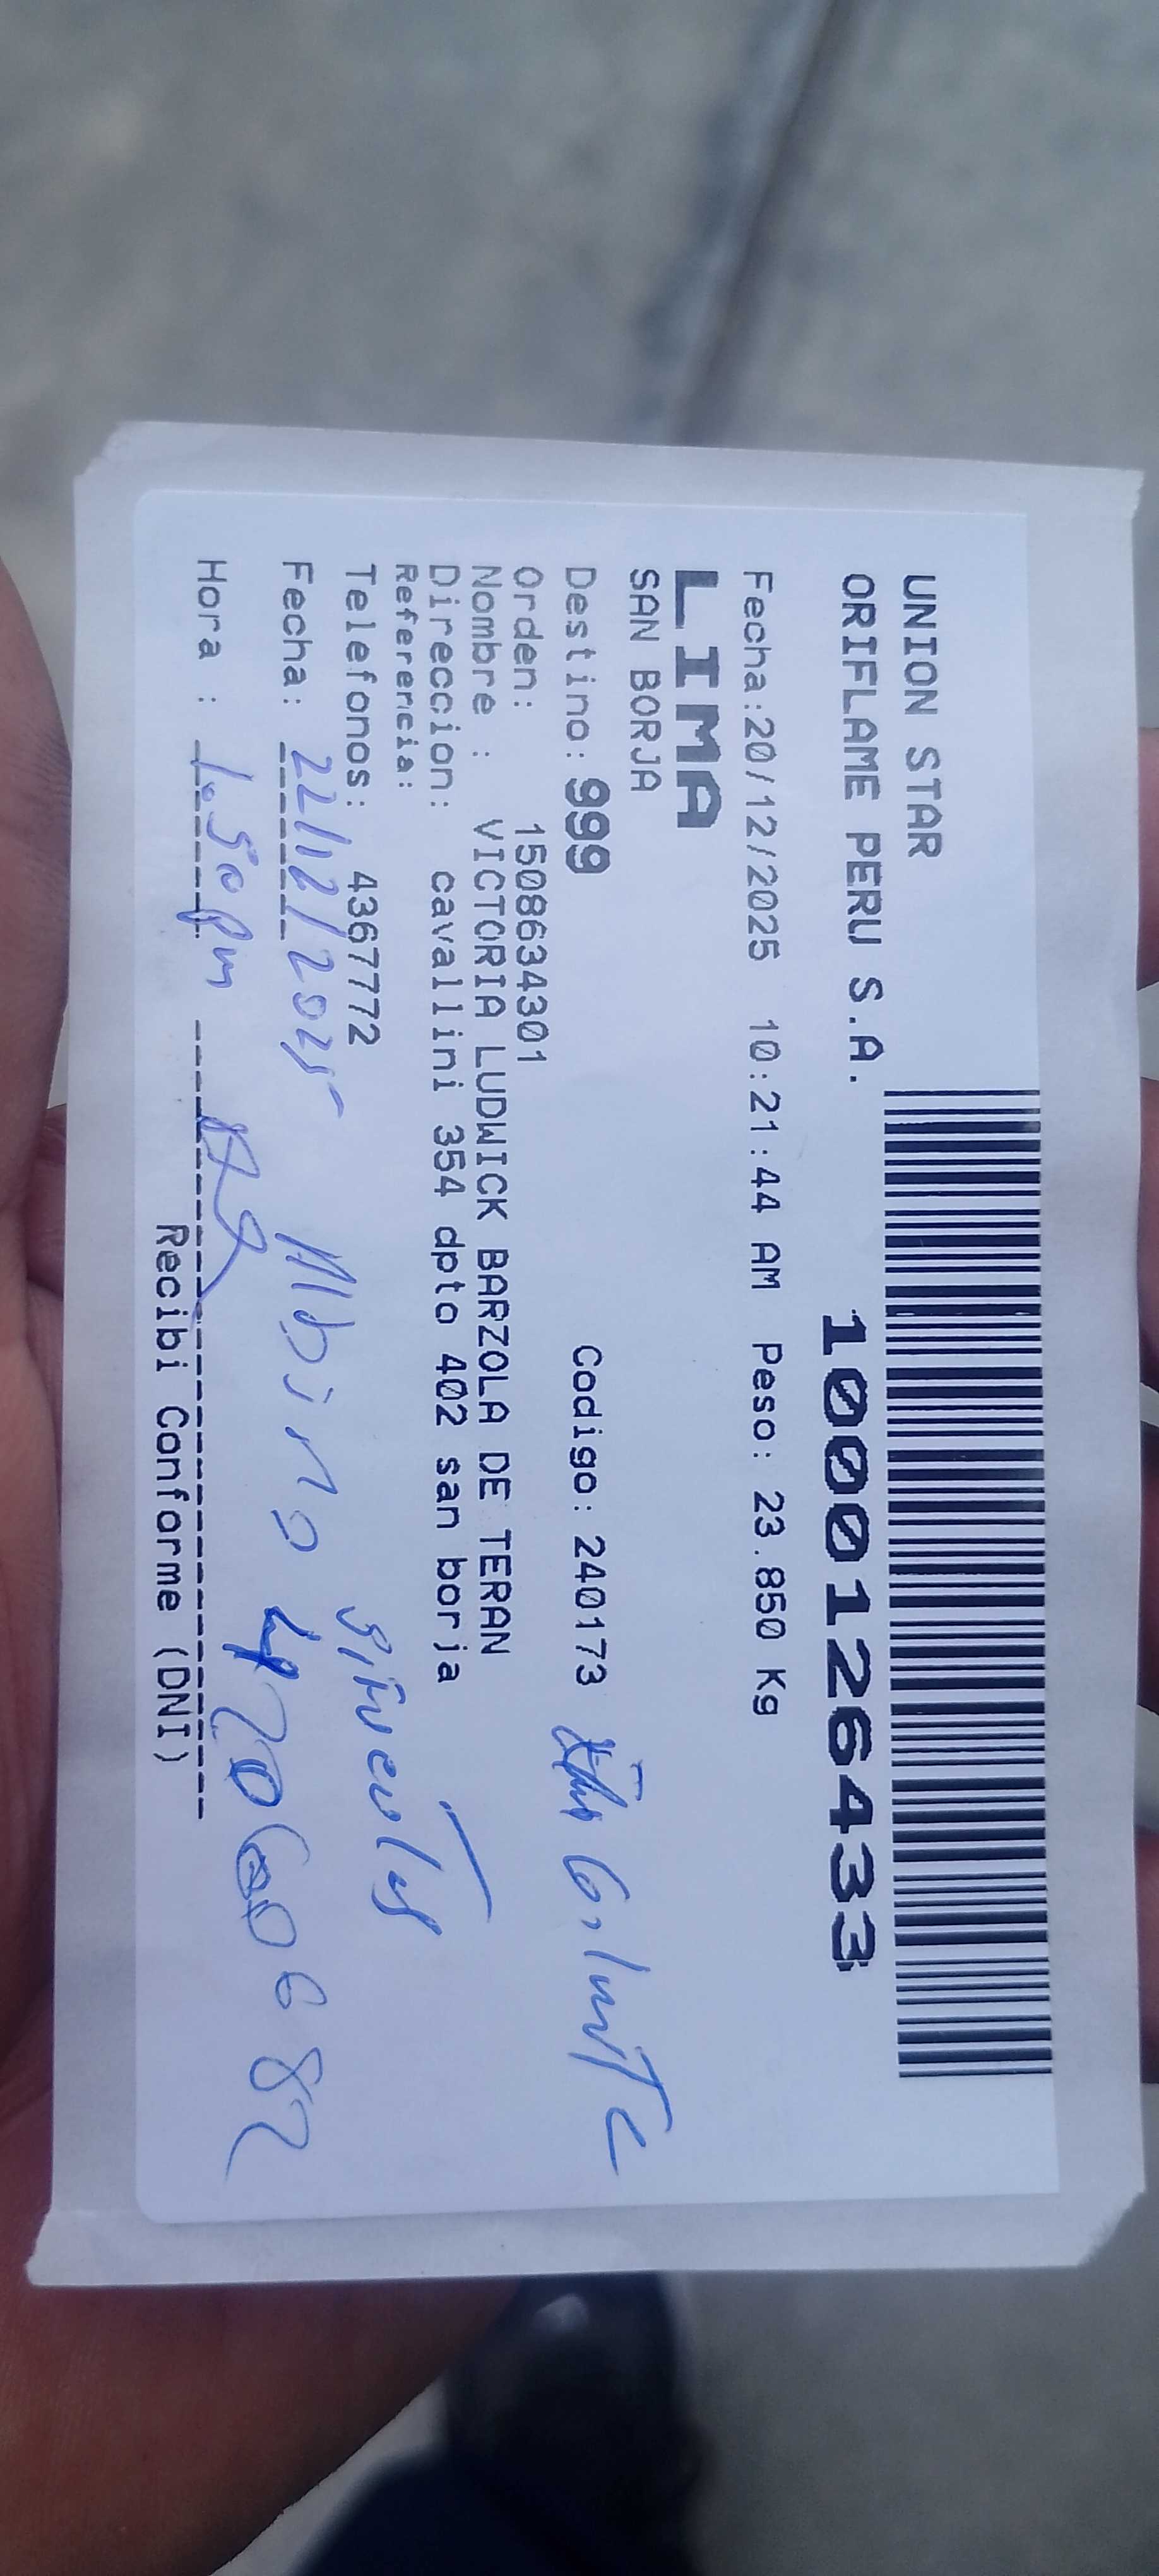 UNION STAR
ORIFLAME PERU S.A.
1000126433
Fecha:20/12/2025 10:21:44 AM Peso: 23.850 Kg
LIMA
SAN BORJA
Destino: 999 Codigo: 240173
Orden: 1508634301
Nombre : VICTORIA LUDWICK BARZOLA DE TERAN
Direccion: cavallini 354 dpto 402 san borja
Referencia:
Telefonos: 4367772
Fecha: 22/12/2025
Hora : 1.50 pm
Recibi Conforme (DNI)